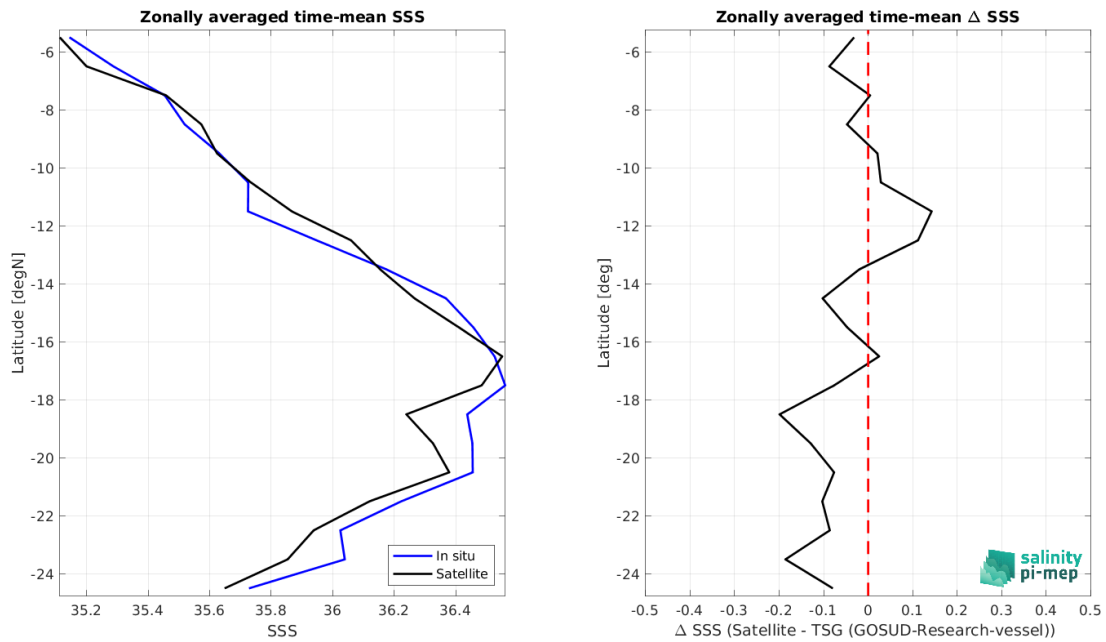 Zonally averaged time-mean SSS
-6
-8
-10
-12
-14
-16
-18
-20
-22
-24
Latitude [degN]
35.2 35.4 35.6 35.8 36 36.2 36.4
SSS
In situ
Satellite
Zonally averaged time-mean Δ SSS
-6
-8
-10
-12
-14
-16
-18
-20
-22
-24
Latitude [deg]
-0.5 -0.4 -0.3 -0.2 -0.1 0 0.1 0.2 0.3 0.4 0.5
Δ SSS (Satellite - TSG (GOSUD-Research-vessel))
salinity
pi-mep